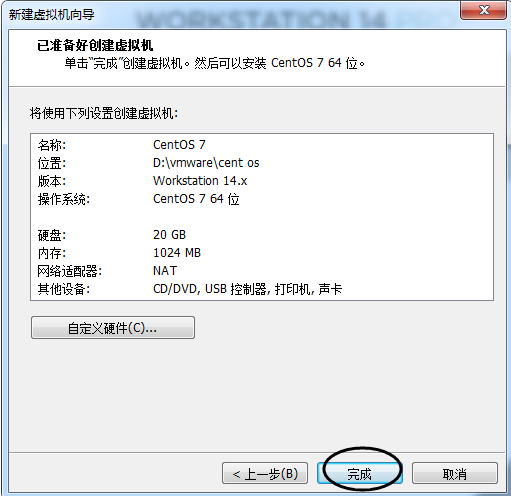 新建虚拟机向导
WORKSTATION 14 PRO
已准备好创建虚拟机
单击“完成”创建虚拟机。然后可以安装 CentOS 7 64 位。
将使用下列设置创建虚拟机:
名称: CentOS 7
位置: D:\vmware\cent os
版本: Workstation 14.x
操作系统: CentOS 7 64 位
硬盘: 20 GB
内存: 1024 MB
网络适配器: NAT
其他设备: CD/DVD, USB 控制器, 打印机, 声卡
自定义硬件(C)...
< 上一步(B) 完成 取消